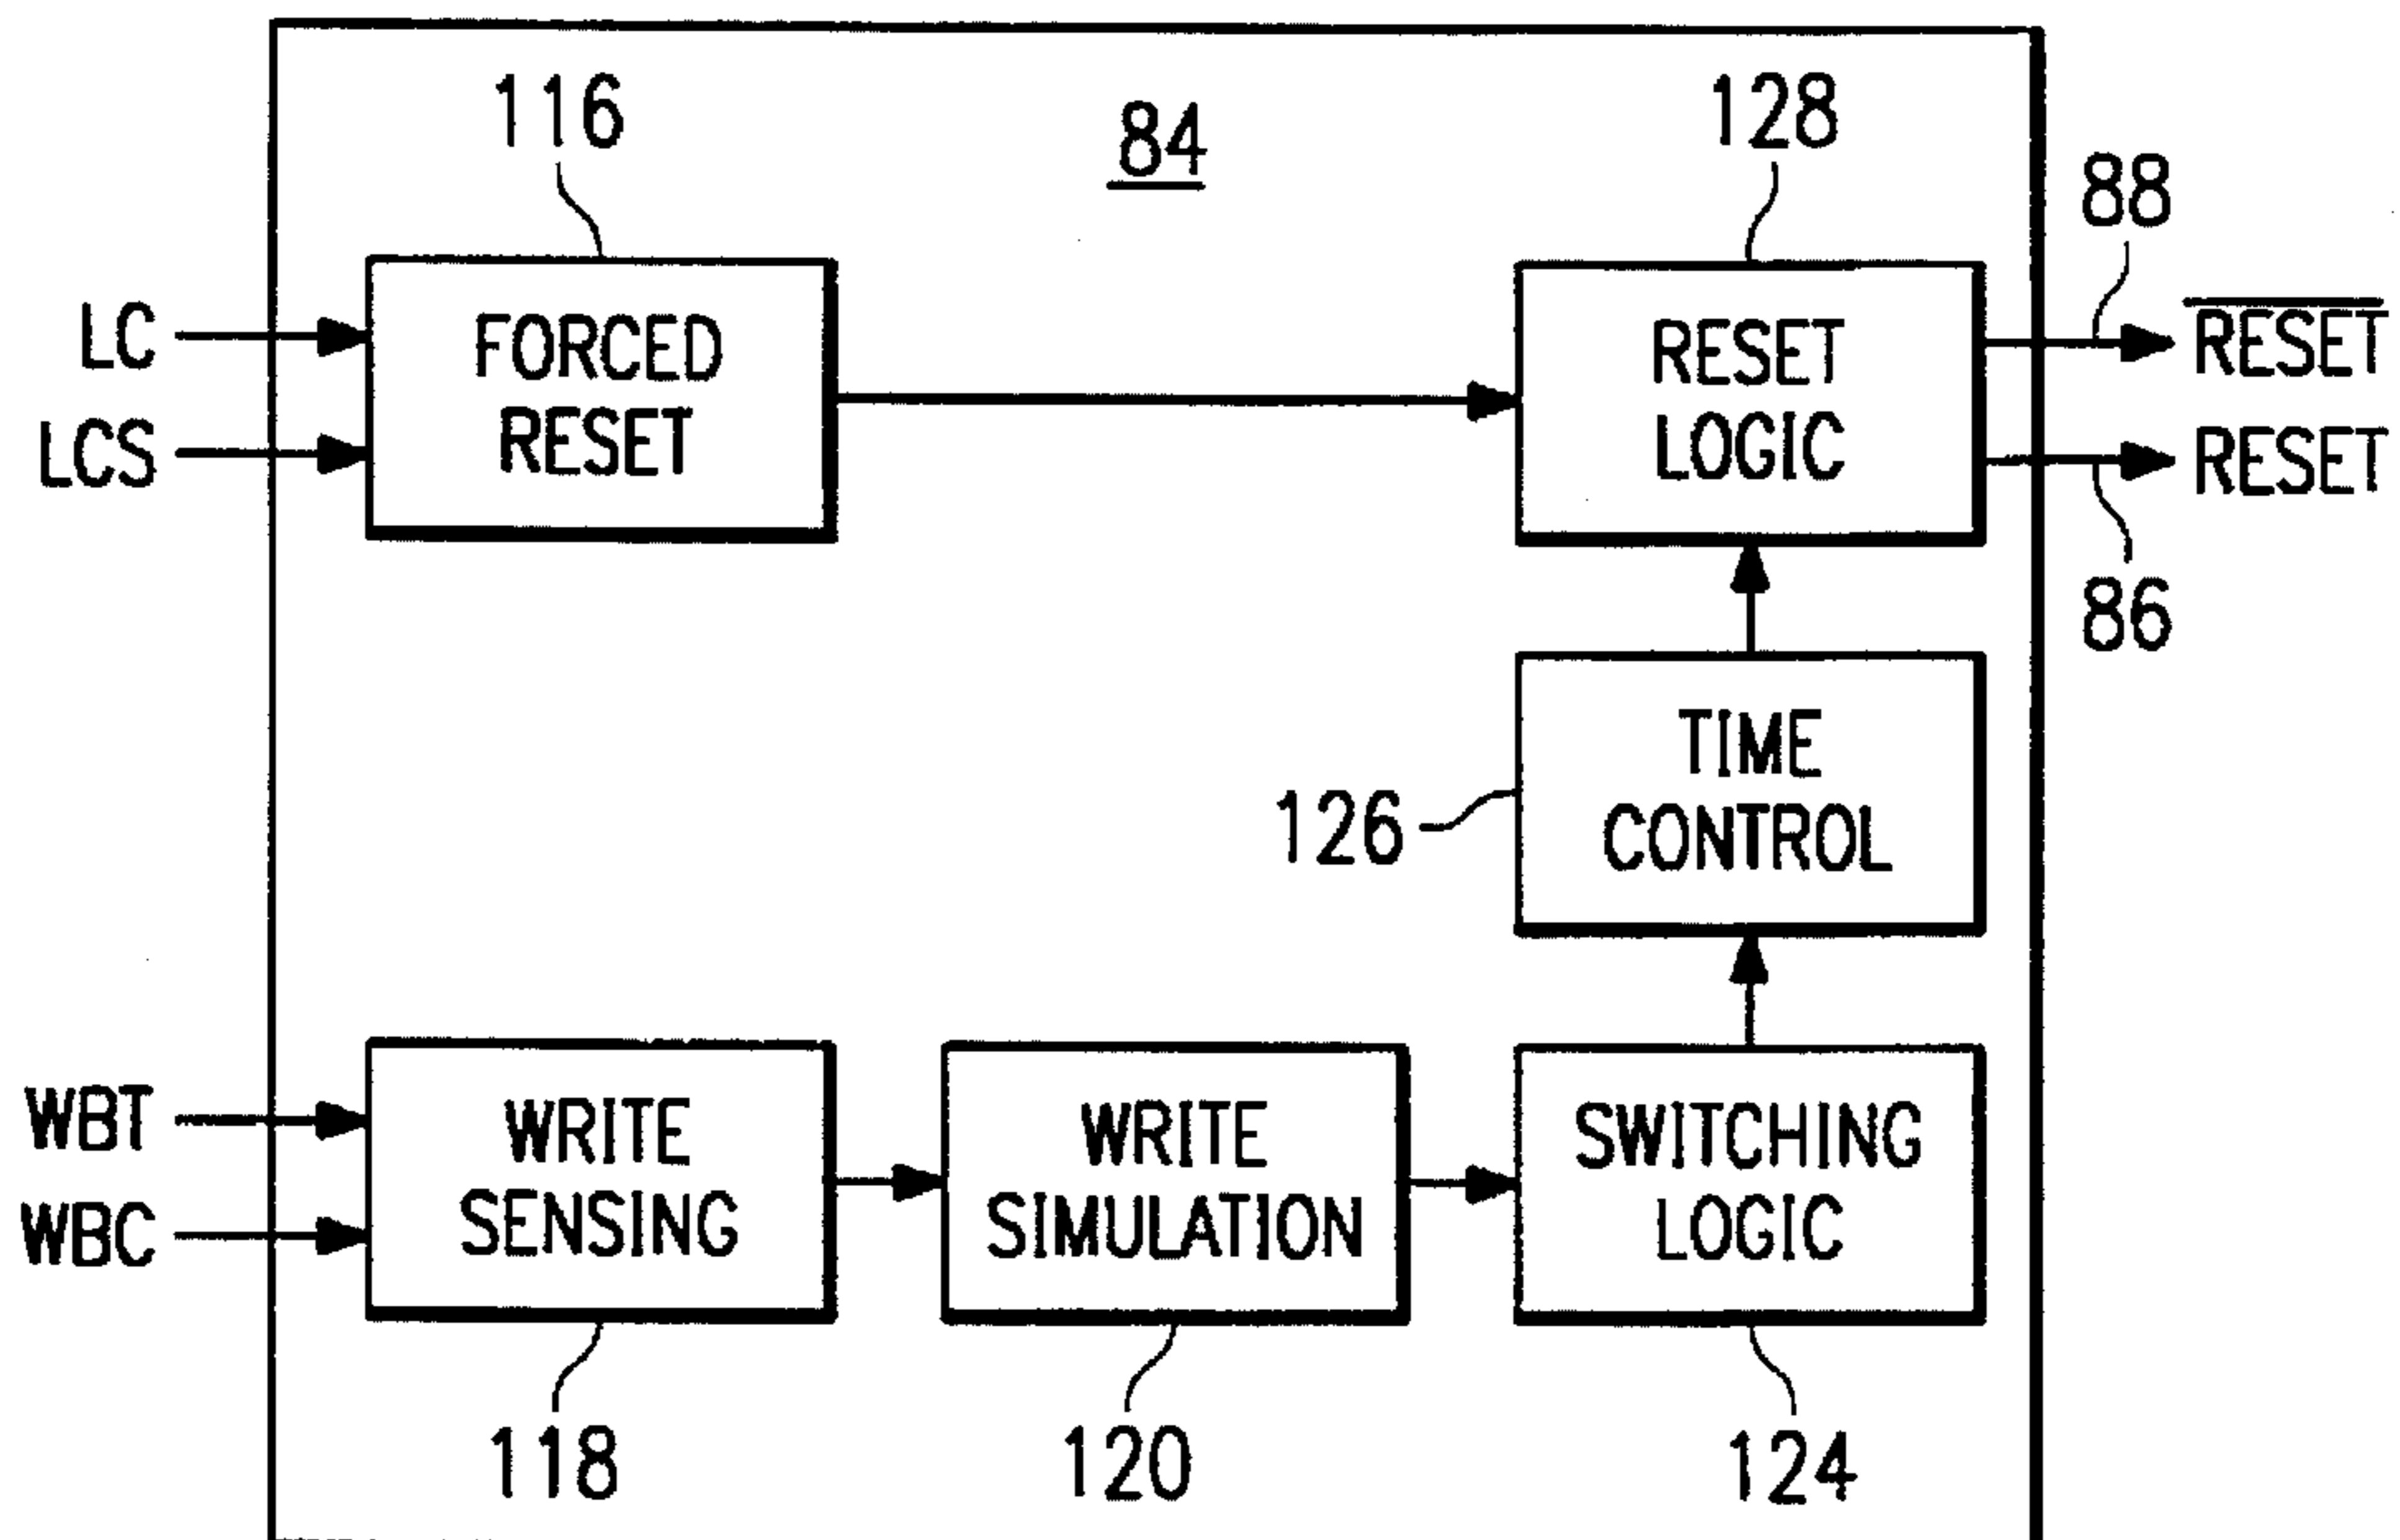 116
84
128
88
LC
LCS
FORCED
RESET
RESET
LOGIC
RESET
RESET
86
TIME
CONTROL
126
WBT
WBC
WRITE
SENSING
WRITE
SIMULATION
SWITCHING
LOGIC
118
120
124